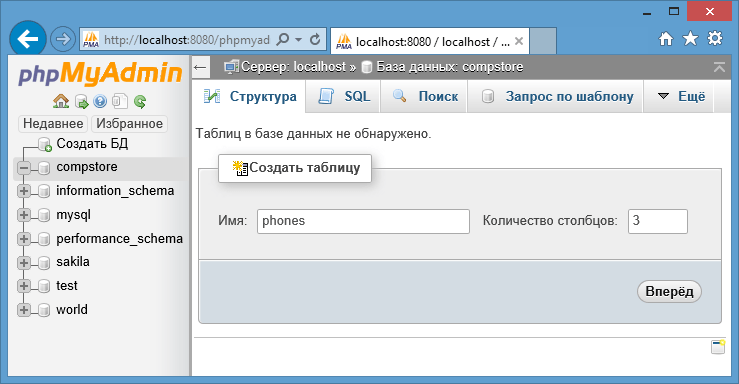 http://localhost:8080/phpmyad
localhost:8080 / localhost / ...
PMA
PMA
phpMyAdmin
Недавнее Избранное
Создать БД
compstore
information_schema
mysql
performance_schema
sakila
test
world
Сервер: localhost » База данных: compstore
Структура SQL Поиск Запрос по шаблону Ещё
Таблиц в базе данных не обнаружено.
Создать таблицу
Имя: phones Количество столбцов: 3
Вперёд